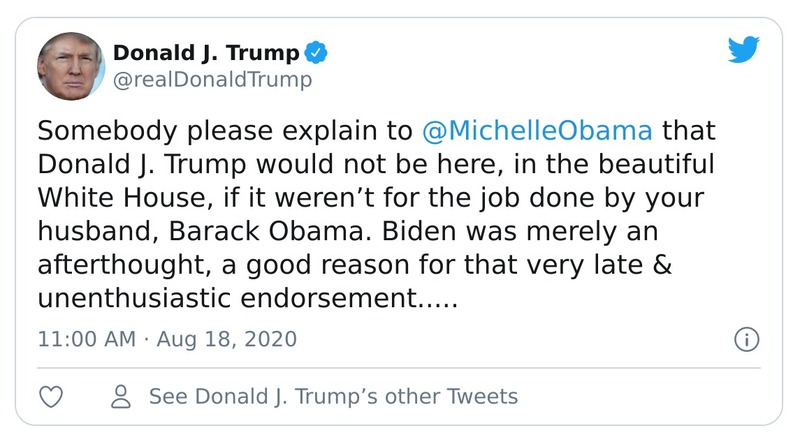 Donald J. Trump
@realDonaldTrump
Somebody please explain to @MichelleObama that
Donald J. Trump would not be here, in the beautiful
White House, if it weren’t for the job done by your
husband, Barack Obama. Biden was merely an
afterthought, a good reason for that very late &
unenthusiastic endorsement.....
11:00 AM · Aug 18, 2020
See Donald J. Trump’s other Tweets